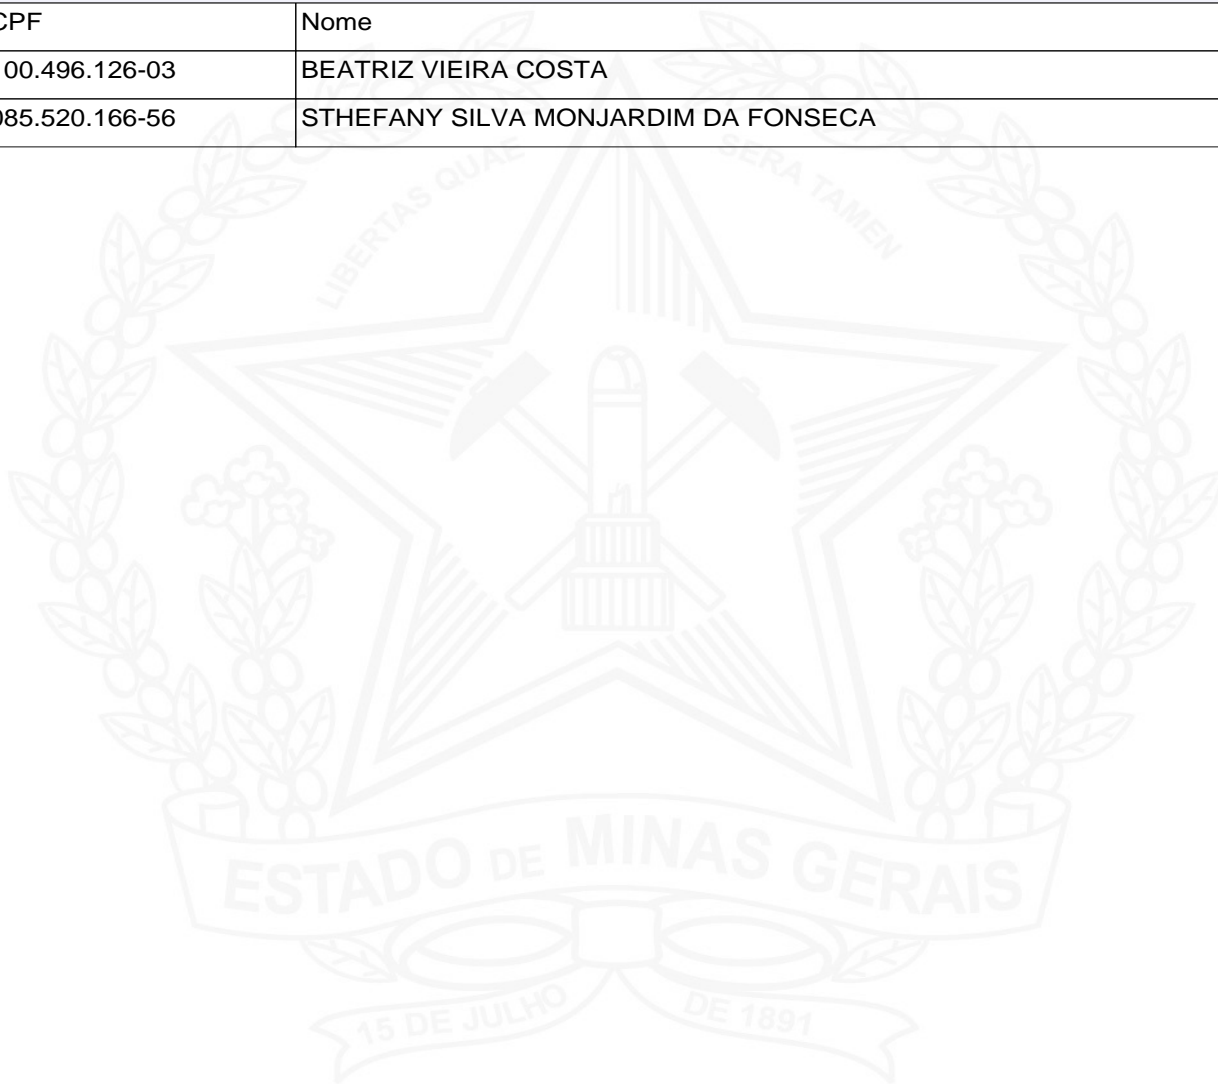 CPF Nome
00.496.126-03 BEATRIZ VIEIRA COSTA
085.520.166-56 STHEFANY SILVA MONJARDIM DA FONSECA
LIBERTAS QUAE SERA TAMEN
ESTADO DE MINAS GERAIS
15 DE JULHO DE 1891